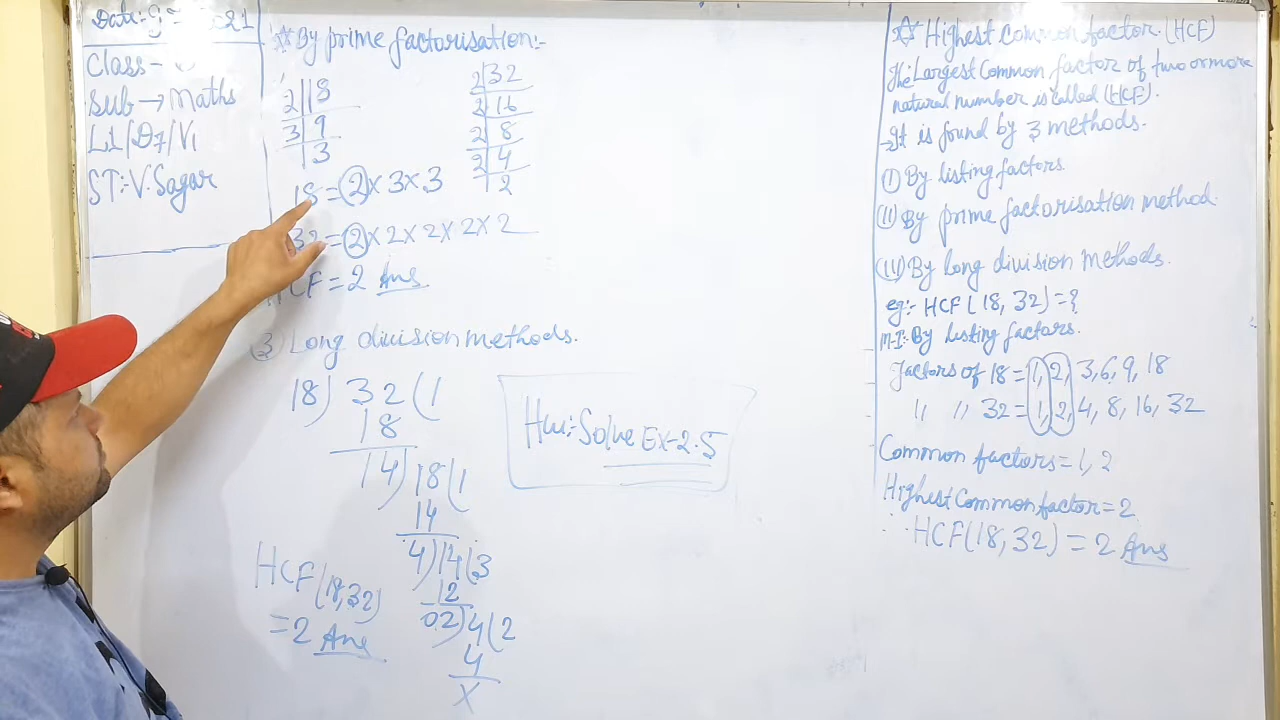 Class-
Sub → Maths
L1/D7/V1
ST:- V. Sagar
By prime factorisation:-
2|18
3|9
|3
2|32
2|16
2|8
2|4
|2
18 = 2 × 3 × 3
32 = 2 × 2 × 2 × 2 × 2
HCF = 2 Ans
(3) Long division methods.
18) 32 (1
18
14) 18 (1
14
4) 14 (3
12
02) 4 (2
4
×
HCF (18,32)
= 2 Ans
Hw:- Solve Ex-2.5
Highest Common factor. (HCF)
The Largest Common factor of two or more
natural number is called (HCF).
→ It is found by 3 methods.
(I) By listing factors.
(II) By prime factorisation method.
By long division methods.
eg:- HCF (18, 32) = ?
M-I:- By listing factors.
Factors of 18 = 1, 2, 3, 6, 9, 18
" " 32 = 1, 2, 4, 8, 16, 32
Common factors = 1, 2
Highest Common factor = 2
∴ HCF (18, 32) = 2 Ans